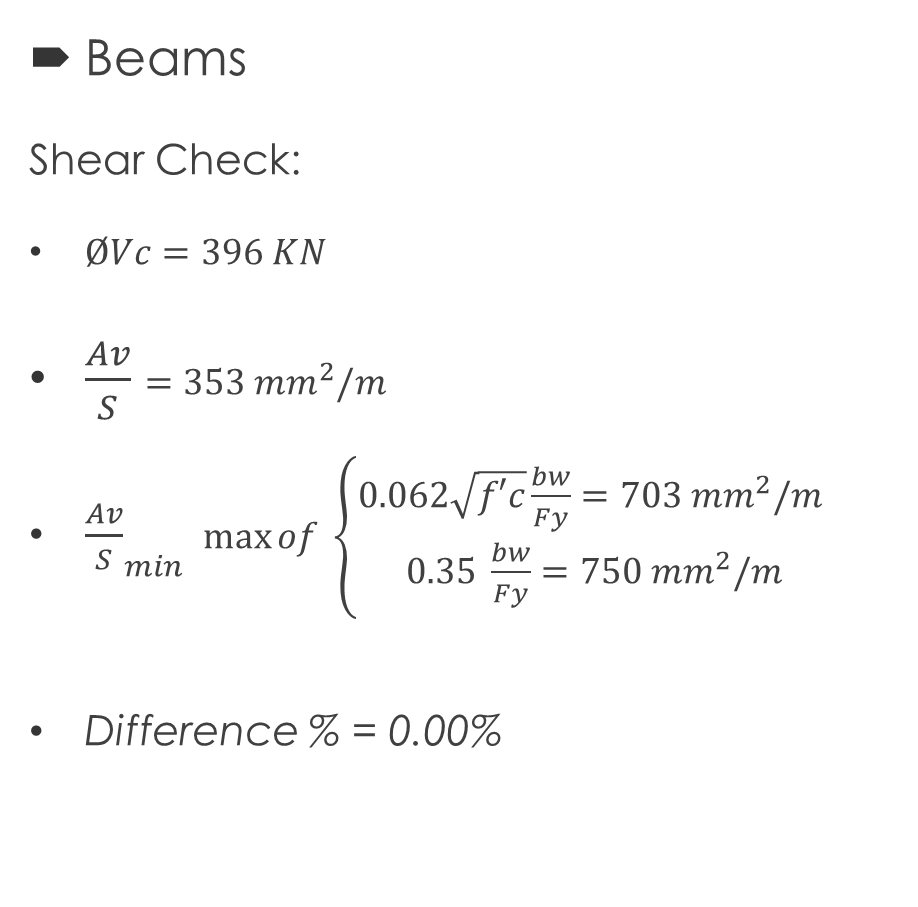 Beams
Shear Check:
• ØVc = 396 KN
• Av/S = 353 mm²/m
• Av/S min max of { 0.062√f′c bw/Fy = 703 mm²/m
0.35 bw/Fy = 750 mm²/m
• Difference % = 0.00%